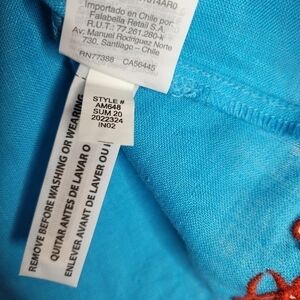 Importado en Chile por
Falabella Retail S.A.
R.U.T.: 77.261.280-K
Av. Manuel Rodriguez Norte
730, Santiago - Chile
RN77388 CA56445
STYLE #
AM648
SUM 20
2022324
IN02
REMOVE BEFORE WASHING OR WEARING
QUITAR ANTES DE LAVAR O
ENLEVER AVANT DE LAVER OU